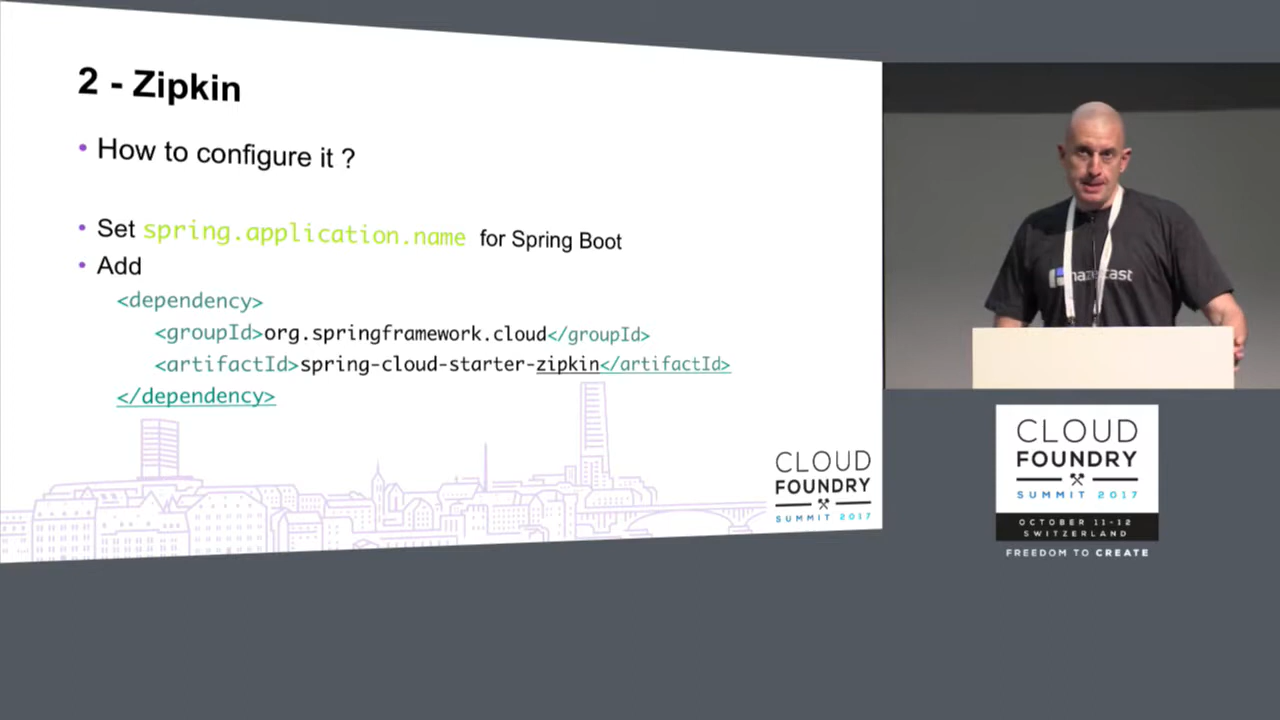 2 - Zipkin
• How to configure it ?
• Set spring.application.name for Spring Boot
• Add
<dependency>
<groupId>org.springframework.cloud</groupId>
<artifactId>spring-cloud-starter-zipkin</artifactId>
</dependency>
CLOUD
FOUNDRY
SUMMIT 2017
hazelcast
CLOUD
FOUNDRY
SUMMIT 2017
OCTOBER 11-12
SWITZERLAND
FREEDOM TO CREATE